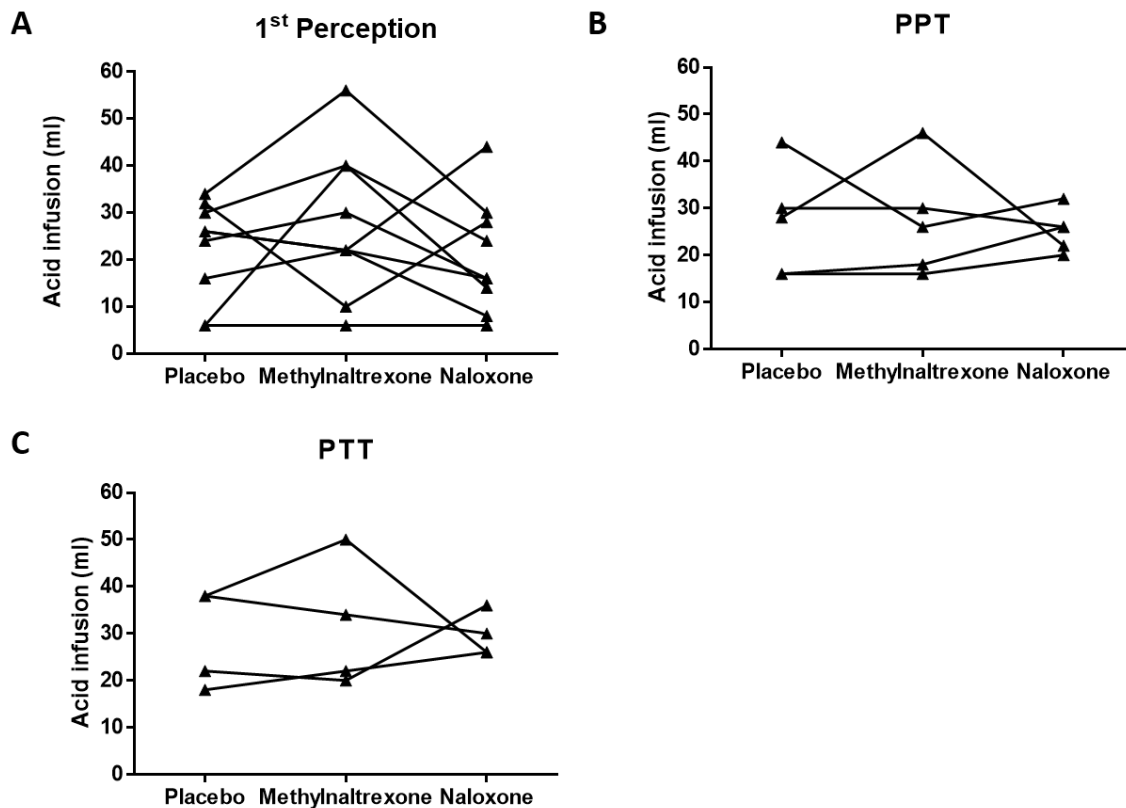 A
1st Perception
Acid infusion (ml)
60
50
40
30
20
10
0
Placebo Methylnaltrexone Naloxone
B
PPT
Acid infusion (ml)
60
50
40
30
20
10
0
Placebo Methylnaltrexone Naloxone
C
PTT
Acid infusion (ml)
60
50
40
30
20
10
0
Placebo Methylnaltrexone Naloxone